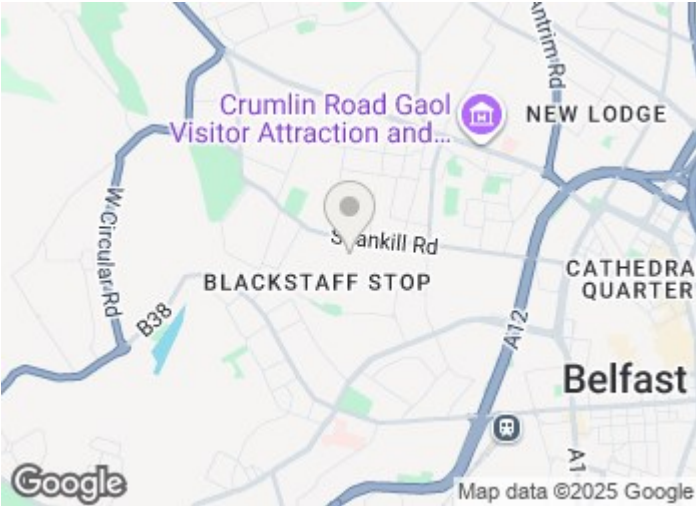 Antrim Rd
Crumlin Road Gaol
Visitor Attraction and...
NEW LODGE
W Circular Rd
Shankill Rd
BLACKSTAFF STOP
CATHEDRA
QUARTER
B38
A12
Belfast
A1
Google
Map data ©2025 Google